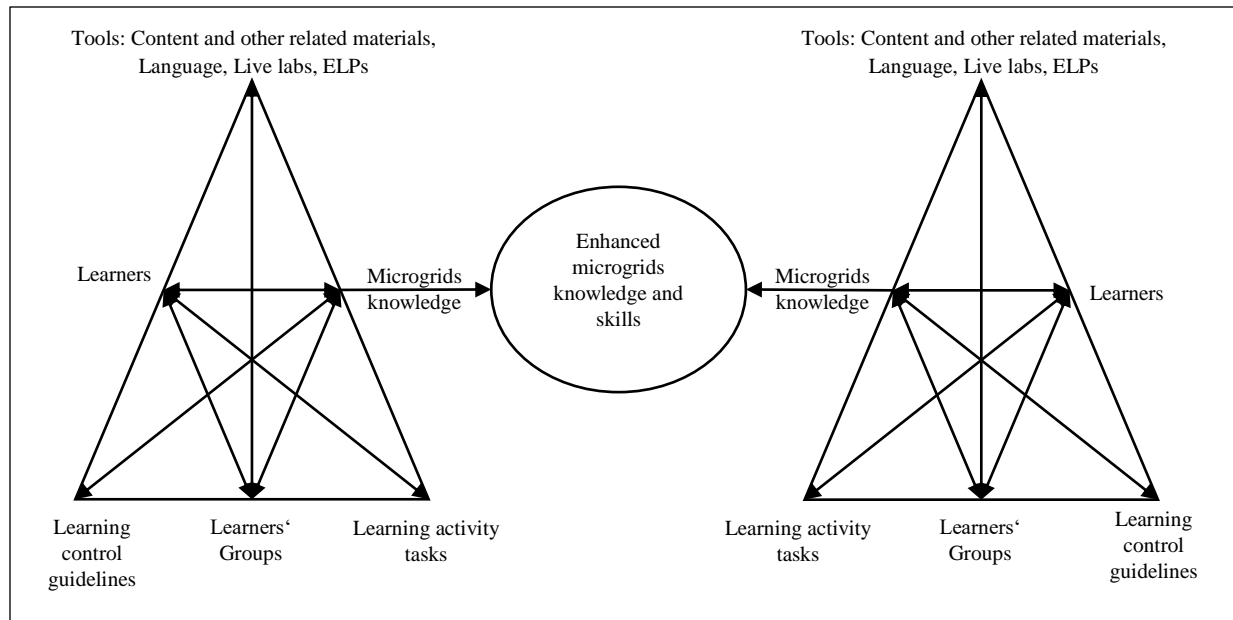 Tools: Content and other related materials,
Language, Live labs, ELPs
Tools: Content and other related materials,
Language, Live labs, ELPs
Learners
Microgrids
knowledge
Enhanced
microgrids
knowledge and
skills
Microgrids
knowledge
Learners
Learning
control
guidelines
Learners‘
Groups
Learning activity
tasks
Learning activity
tasks
Learners‘
Groups
Learning
control
guidelines